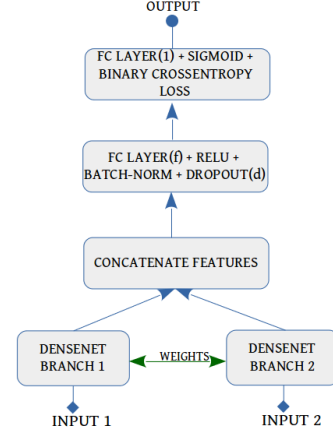 OUTPUT
FC LAYER(1) + SIGMOID +
BINARY CROSSENTROPY
LOSS
FC LAYER(f) + RELU +
BATCH-NORM + DROPOUT(d)
CONCATENATE FEATURES
DENSENET
BRANCH 1
WEIGHTS
DENSENET
BRANCH 2
INPUT 1
INPUT 2